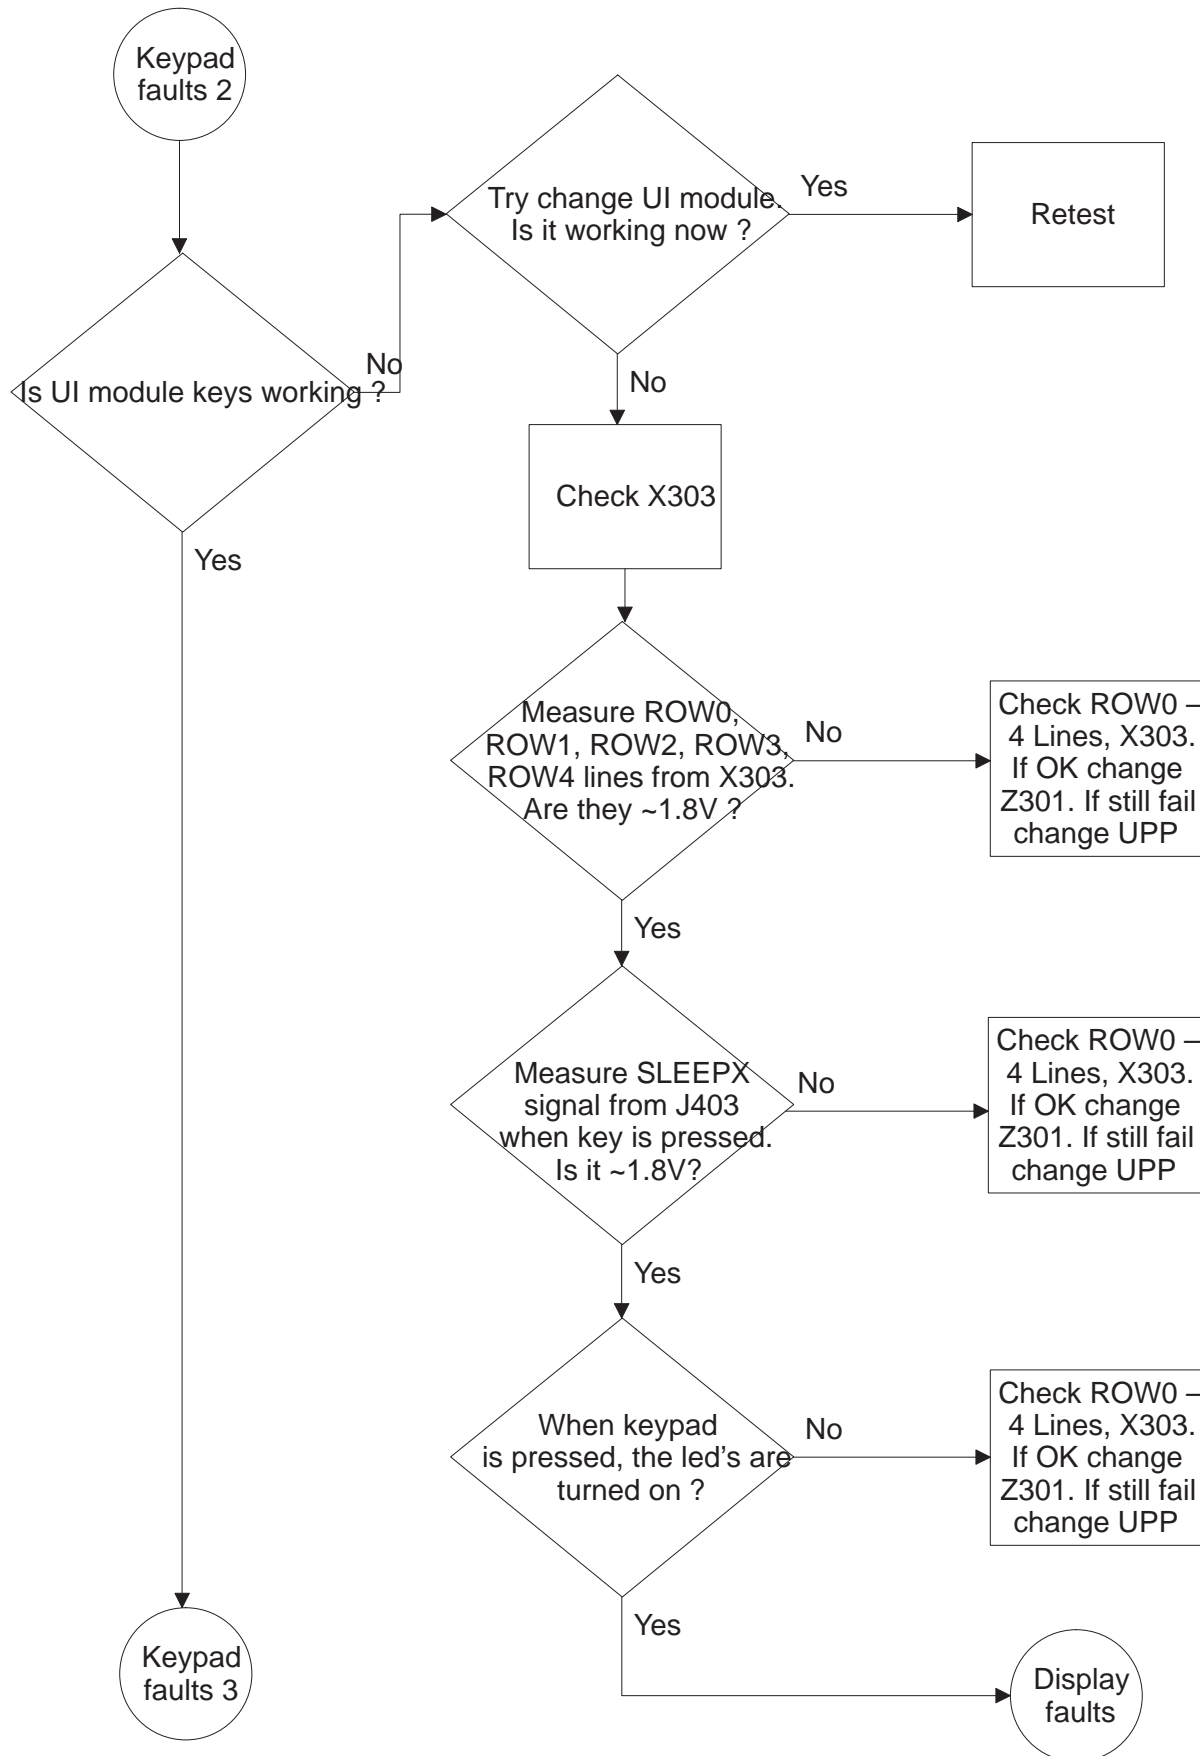 Keypad
faults 2
Try change UI module.
Is it working now ?
Yes
Retest
Is UI module keys working ?
No
No
Yes
Check X303
Measure ROW0,
ROW1, ROW2, ROW3,
ROW4 lines from X303.
Are they ~1.8V ?
No
Check ROW0 –
4 Lines, X303.
If OK change
Z301. If still fail
change UPP
Yes
Measure SLEEPX
signal from J403
when key is pressed.
Is it ~1.8V?
No
Check ROW0 –
4 Lines, X303.
If OK change
Z301. If still fail
change UPP
Yes
When keypad
is pressed, the led’s are
turned on ?
No
Check ROW0 –
4 Lines, X303.
If OK change
Z301. If still fail
change UPP
Yes
Keypad
faults 3
Display
faults